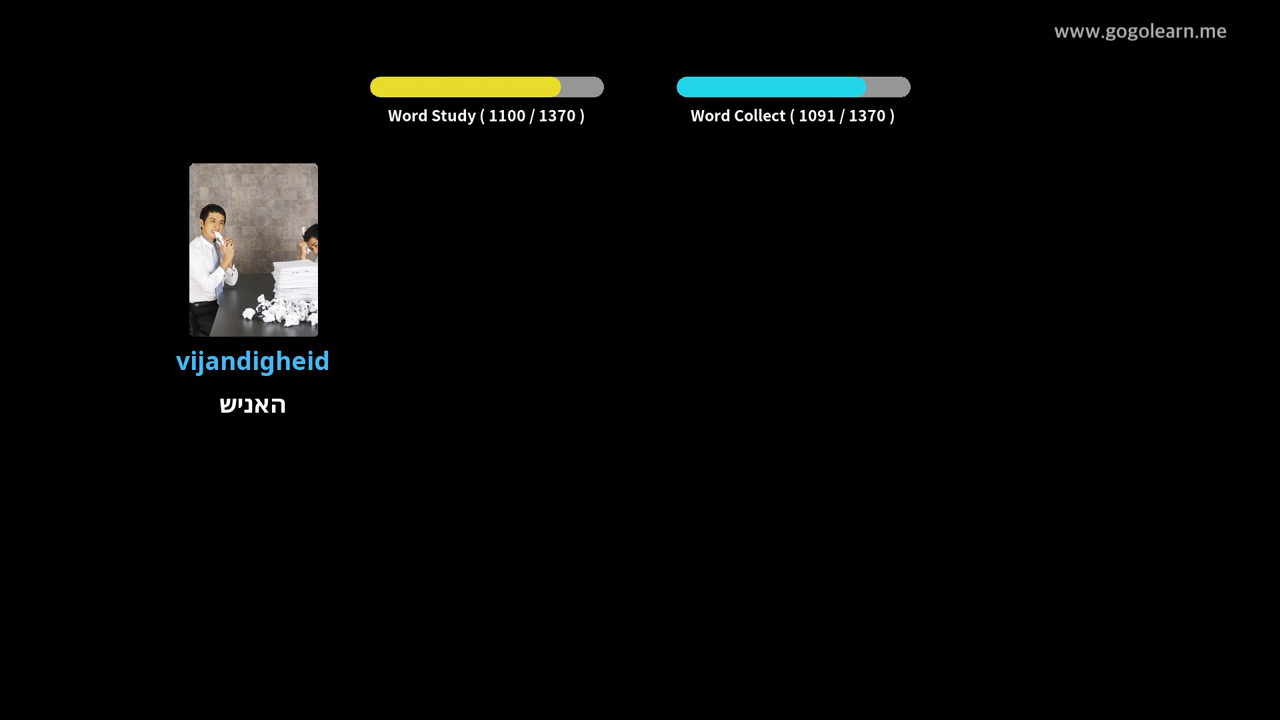 www.gogolearn.me
Word Study ( 1100 / 1370 )
Word Collect ( 1091 / 1370 )
vijandigheid
האניש